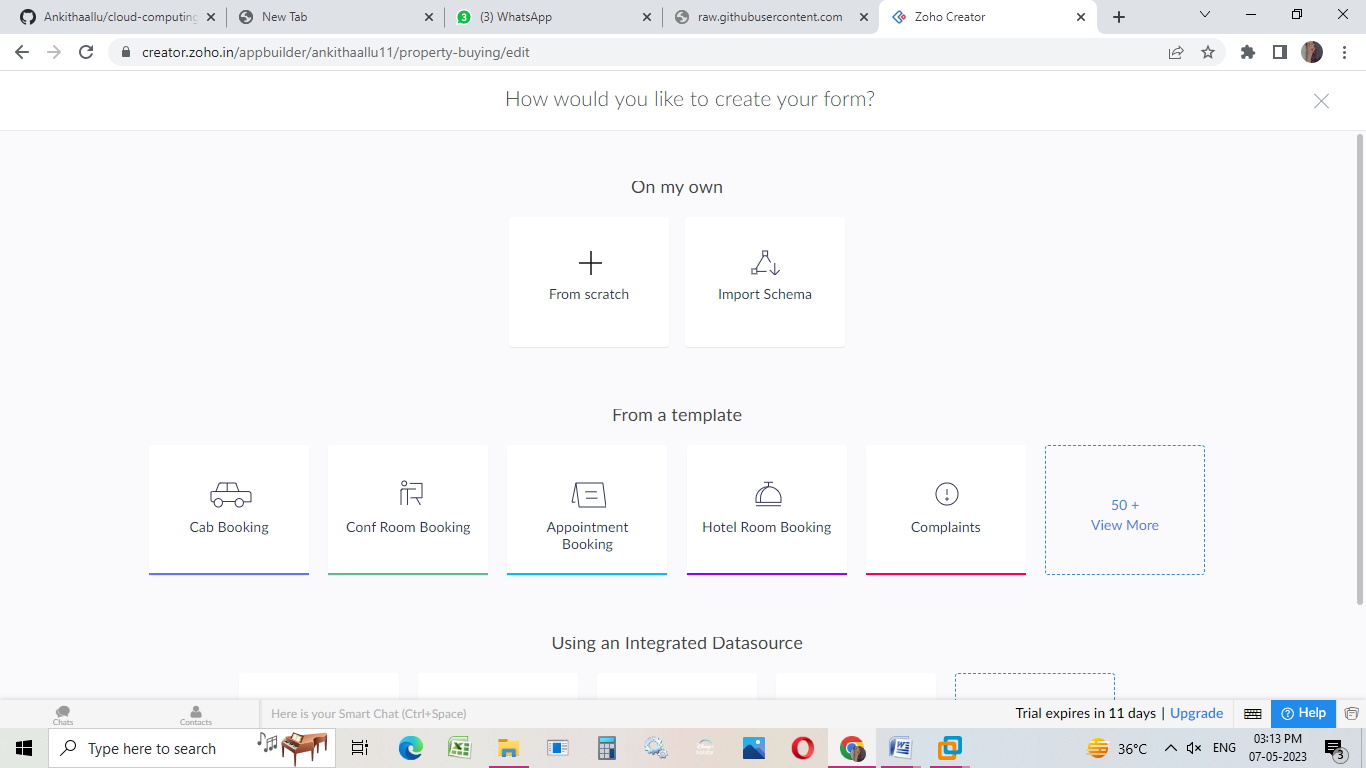 Ankithaallu/cloud-computing
New Tab
3
(3) WhatsApp
raw.githubusercontent.com
Zoho Creator
creator.zoho.in/appbuilder/ankithaallu11/property-buying/edit
How would you like to create your form?
On my own
From scratch
Import Schema
From a template
Cab Booking
Conf Room Booking
Appointment
Booking
Hotel Room Booking
Complaints
50 +
View More
Using an Integrated Datasource
Chats
Contacts
Here is your Smart Chat (Ctrl+Space)
Trial expires in 11 days | Upgrade
Help
Type here to search
36°C
ENG
03:13 PM
07-05-2023
3